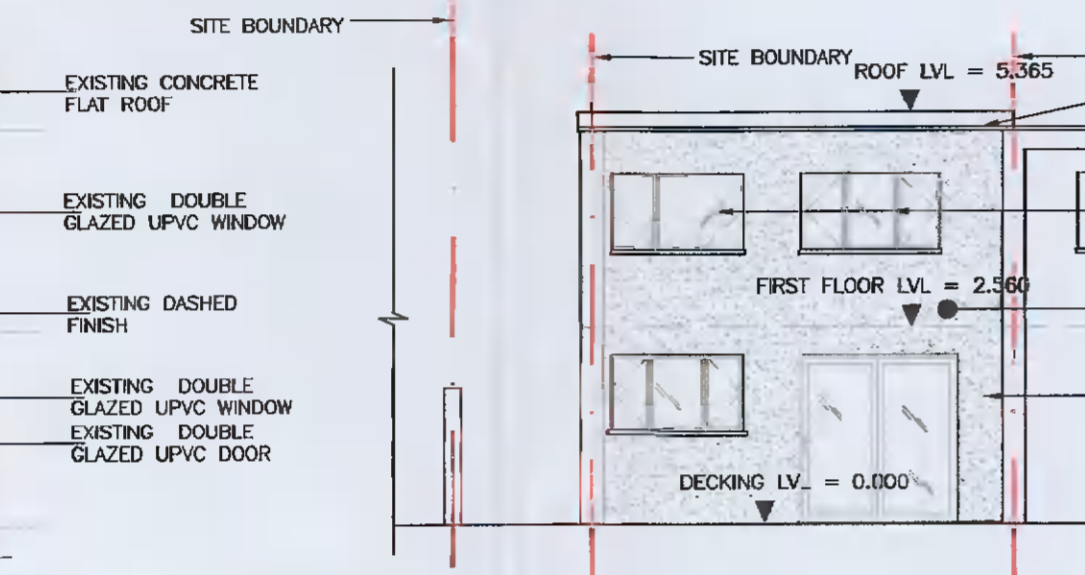 SITE BOUNDARY
EXISTING CONCRETE
FLAT ROOF
EXISTING DOUBLE
GLAZED UPVC WINDOW
EXISTING DASHED
FINISH
EXISTING DOUBLE
GLAZED UPVC WINDOW
EXISTING DOUBLE
GLAZED UPVC DOOR
SITE BOUNDARY
ROOF LVL = 5.365
FIRST FLOOR LVL = 2.560
DECKING LVL = 0.000